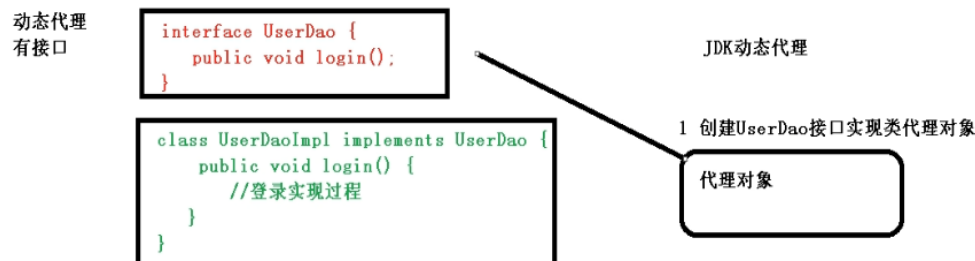 动态代理
有接口
interface UserDao {
public void login();
}
class UserDaoImpl implements UserDao {
public void login() {
//登录实现过程
}
}
JDK动态代理
1 创建UserDao接口实现类代理对象
代理对象